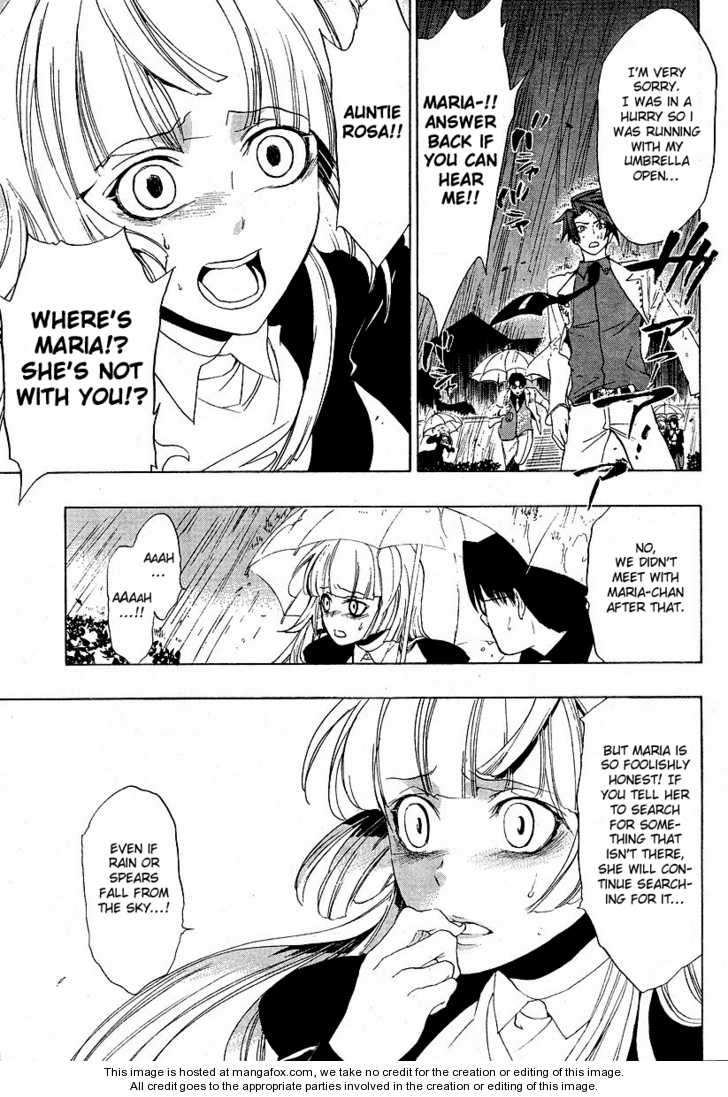 I'M VERY
SORRY.
I WAS IN A
HURRY SO I
WAS RUNNING
WITH MY
UMBRELLA
OPEN...
MARIA-!!
ANSWER
BACK IF
YOU CAN
HEAR
ME!!
AUNTIE
ROSA!!
WHERE'S
MARIA!?
SHE'S NOT
WITH YOU!?
NO,
WE DIDN'T
MEET WITH
MARIA-CHAN
AFTER THAT.
AAAH
...
AAAAH
...!!
BUT MARIA IS
SO FOOLISHLY
HONEST! IF
YOU TELL HER
TO SEARCH
FOR SOME-
THING THAT
ISN'T THERE,
SHE WILL CON-
TINUE SEARCH-
ING FOR IT...
EVEN IF
RAIN OR
SPEARS
FALL FROM
THE SKY...!
This image is hosted at mangafox.com, we take no credit for the creation or editing of this image.
All credit goes to the appropriate parties involved in the creation or editing of this image.